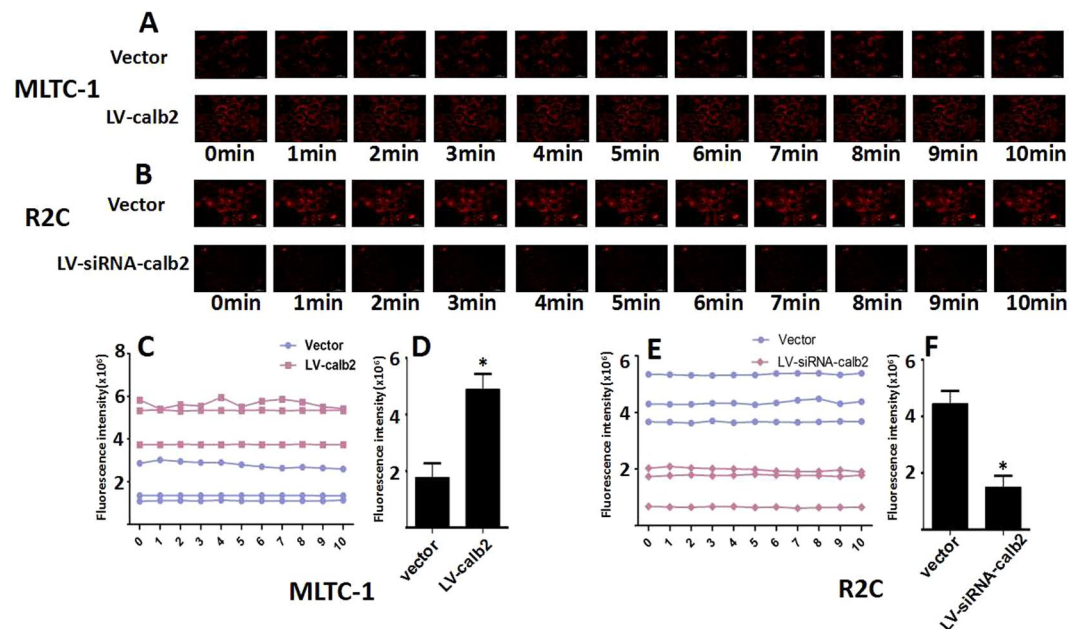 A
Vector
MLTC-1
LV-calb2
0min 1min 2min 3min 4min 5min 6min 7min 8min 9min 10min
B
Vector
R2C
LV-siRNA-calb2
0min 1min 2min 3min 4min 5min 6min 7min 8min 9min 10min
C
Fluorescence intensity(x10⁶)
8
6
4
2
Vector
LV-calb2
0 1 2 3 4 5 6 7 8 9 10
D
Fluorescence intensity(x10⁶)
6
4
2
*
vector
LV-calb2
MLTC-1
E
Fluorescence intensity(x10⁶)
6
4
2
Vector
LV-siRNA-calb2
0 1 2 3 4 5 6 7 8 9 10
F
Fluorescence intensity(x10⁶)
6
4
2
*
vector
LV-siRNA-calb2
R2C